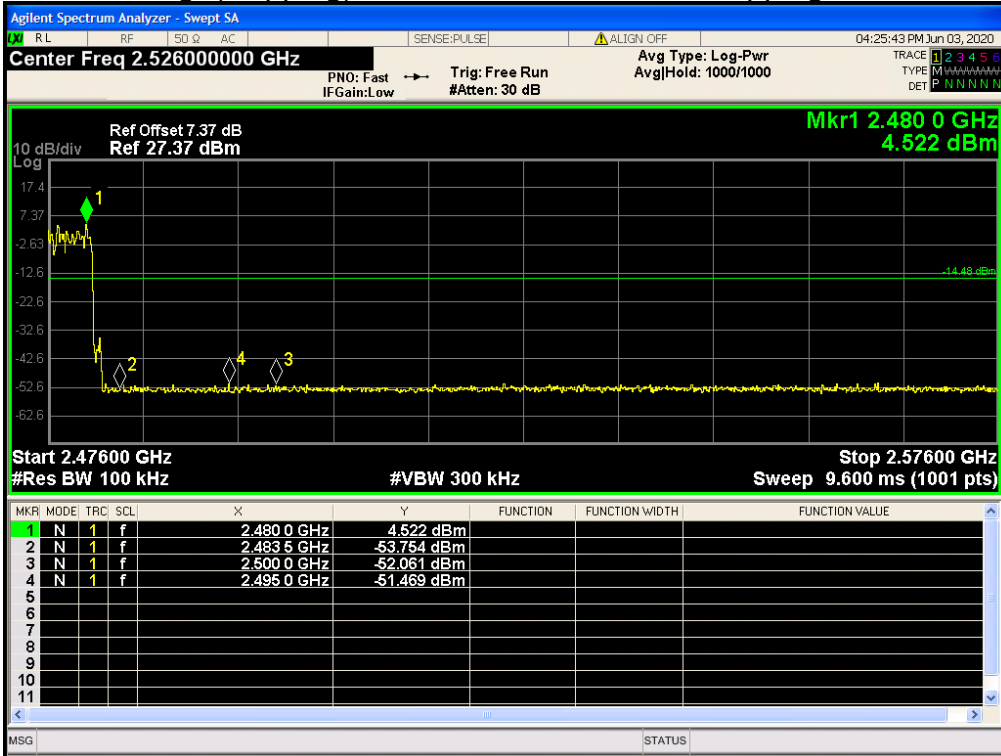 Agilent Spectrum Analyzer - Swept SA
LXI RL RF 50 Ω AC SENSE:PULSE ALIGN OFF 04:25:43 PM Jun 03, 2020
Center Freq 2.526000000 GHz
PNO: Fast
IFGain:Low
Trig: Free Run
#Atten: 30 dB
Avg Type: Log-Pwr
Avg|Hold: 1000/1000
TRACE 1 2 3 4 5 6
TYPE M
DET P N N N N N
Mkr1 2.480 0 GHz
4.522 dBm
Ref Offset 7.37 dB
10 dB/div Ref 27.37 dBm
Log
17.4
7.37
-2.63
-12.6
-22.6
-32.6
-42.6
-52.6
-62.6
-14.48 dBm
1
2
4
3
Start 2.47600 GHz Stop 2.57600 GHz
#Res BW 100 kHz #VBW 300 kHz Sweep 9.600 ms (1001 pts)
MKR MODE TRC SCL X Y FUNCTION FUNCTION WIDTH FUNCTION VALUE
1 N 1 f 2.480 0 GHz 4.522 dBm
2 N 1 f 2.483 5 GHz -53.754 dBm
3 N 1 f 2.500 0 GHz -52.061 dBm
4 N 1 f 2.495 0 GHz -51.469 dBm
5
6
7
8
9
10
11
MSG STATUS